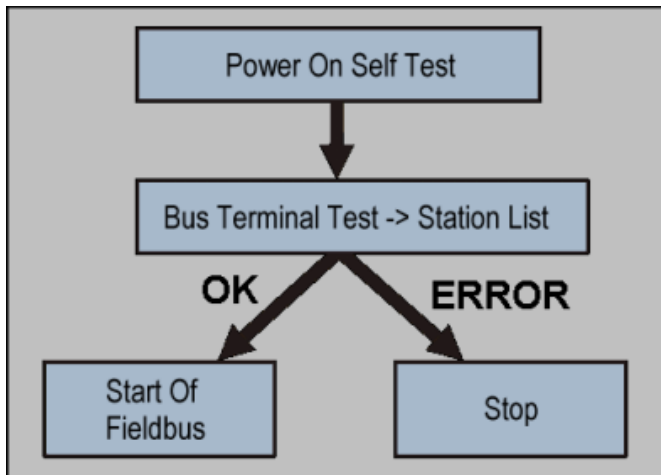 Power On Self Test
Bus Terminal Test -> Station List
OK
ERROR
Start Of
Fieldbus
Stop